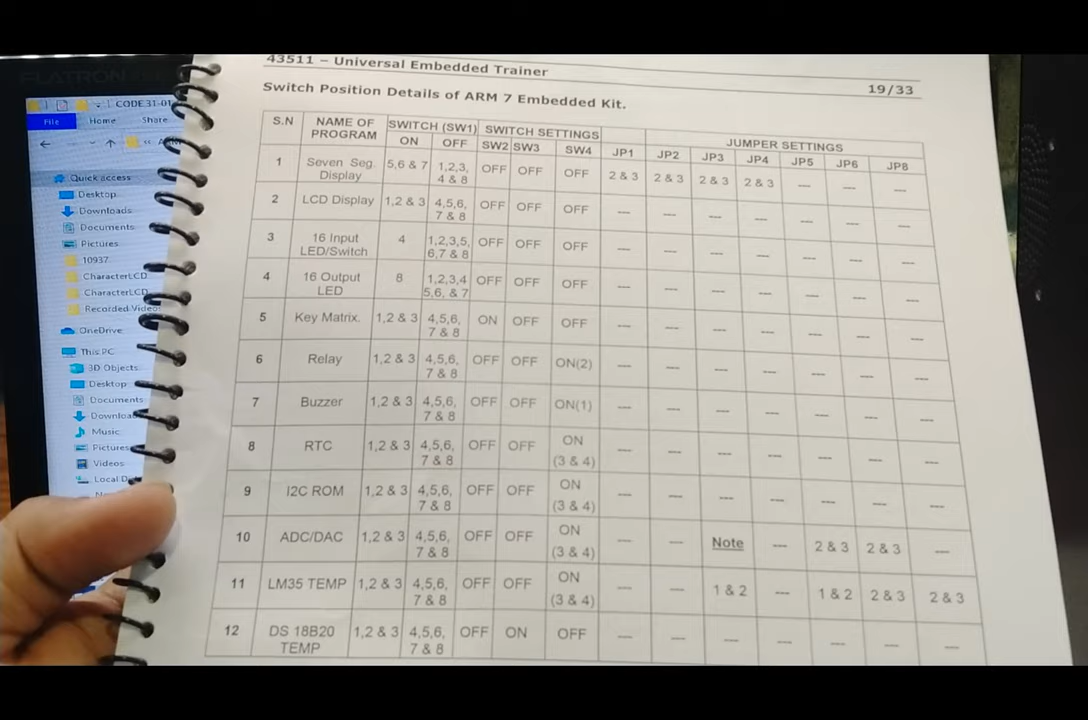 FLATRON
CODE 31-01
File
Home
Share
Quick access
Desktop
Downloads
Documents
Pictures
10937
CharacterLCD
CharacterLCD
Recorded Videos
OneDrive
This PC
3D Objects
Desktop
Documents
Downloa
Music
Pictures
Videos
Local D
43511 – Universal Embedded Trainer
19/33
Switch Position Details of ARM 7 Embedded Kit.
S.N NAME OF PROGRAM SWITCH (SW1) SWITCH SETTINGS JUMPER SETTINGS
ON OFF SW2 SW3 SW4 JP1 JP2 JP3 JP4 JP5 JP6 JP8
1 Seven Seg. Display 5,6 & 7 1,2,3, 4 & 8 OFF OFF OFF 2 & 3 2 & 3 2 & 3 2 & 3 --- --- ---
2 LCD Display 1,2 & 3 4,5,6, 7 & 8 OFF OFF OFF --- --- --- --- --- --- ---
3 16 Input LED/Switch 4 1,2,3,5, 6,7 & 8 OFF OFF OFF --- --- --- --- --- --- ---
4 16 Output LED 8 1,2,3,4 5,6, & 7 OFF OFF OFF --- --- --- --- --- --- ---
5 Key Matrix. 1,2 & 3 4,5,6, 7 & 8 ON OFF OFF --- --- --- --- --- --- ---
6 Relay 1,2 & 3 4,5,6, 7 & 8 OFF OFF ON(2) --- --- --- --- --- --- ---
7 Buzzer 1,2 & 3 4,5,6, 7 & 8 OFF OFF ON(1) --- --- --- --- --- --- ---
8 RTC 1,2 & 3 4,5,6, 7 & 8 OFF OFF ON (3 & 4) --- --- --- --- --- --- ---
9 I2C ROM 1,2 & 3 4,5,6, 7 & 8 OFF OFF ON (3 & 4) --- --- --- --- --- --- ---
10 ADC/DAC 1,2 & 3 4,5,6, 7 & 8 OFF OFF ON (3 & 4) --- --- Note --- 2 & 3 2 & 3 ---
11 LM35 TEMP 1,2 & 3 4,5,6, 7 & 8 OFF OFF ON (3 & 4) --- --- 1 & 2 --- 1 & 2 2 & 3 2 & 3
12 DS 18B20 TEMP 1,2 & 3 4,5,6, 7 & 8 OFF ON OFF --- --- --- --- --- --- ---